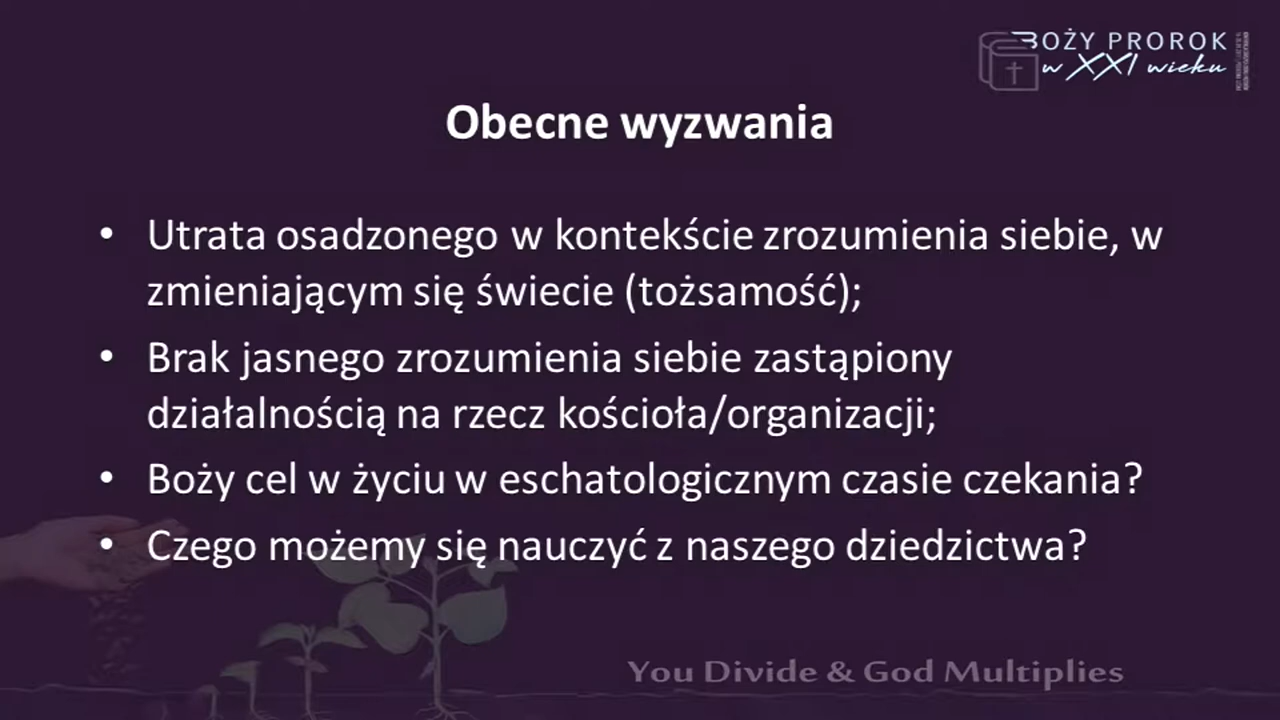 BOŻY PROROK
w XXI wieku
Obecne wyzwania
• Utrata osadzonego w kontekście zrozumienia siebie, w
zmieniającym się świecie (tożsamość);
• Brak jasnego zrozumienia siebie zastąpiony
działalnością na rzecz kościoła/organizacji;
• Boży cel w życiu w eschatologicznym czasie czekania?
• Czego możemy się nauczyć z naszego dziedzictwa?
You Divide & God Multiplies